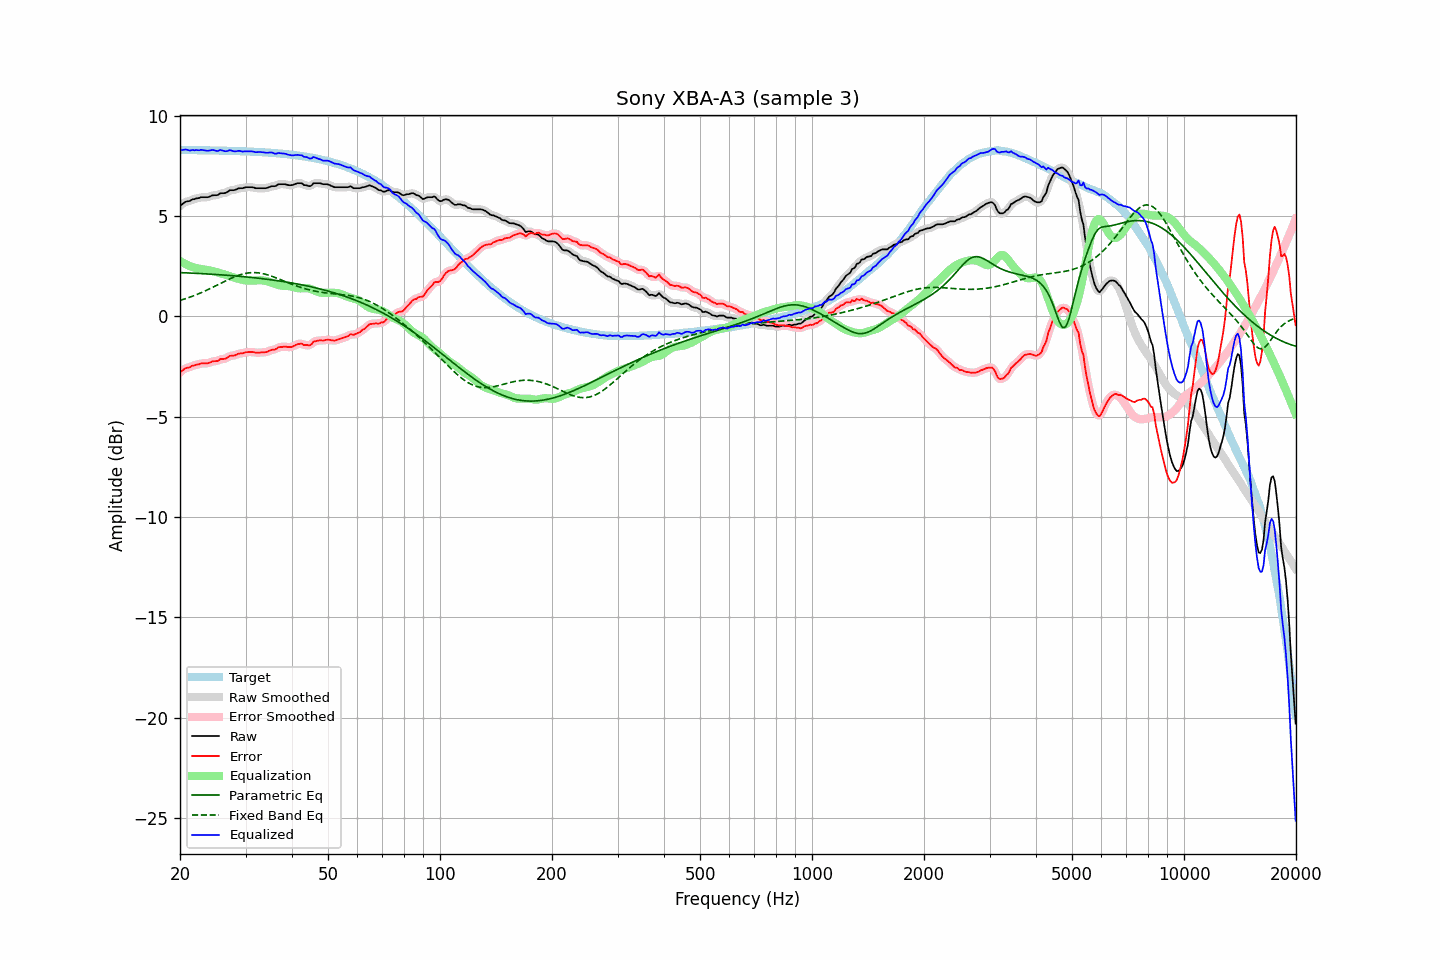 Sony XBA-A3 (sample 3)
10
5
0
−5
−10
−15
−20
−25
Amplitude (dBr)
Target
Raw Smoothed
Error Smoothed
Raw
Error
Equalization
Parametric Eq
Fixed Band Eq
Equalized
20 50 100 200 500 1000 2000 5000 10000 20000
Frequency (Hz)